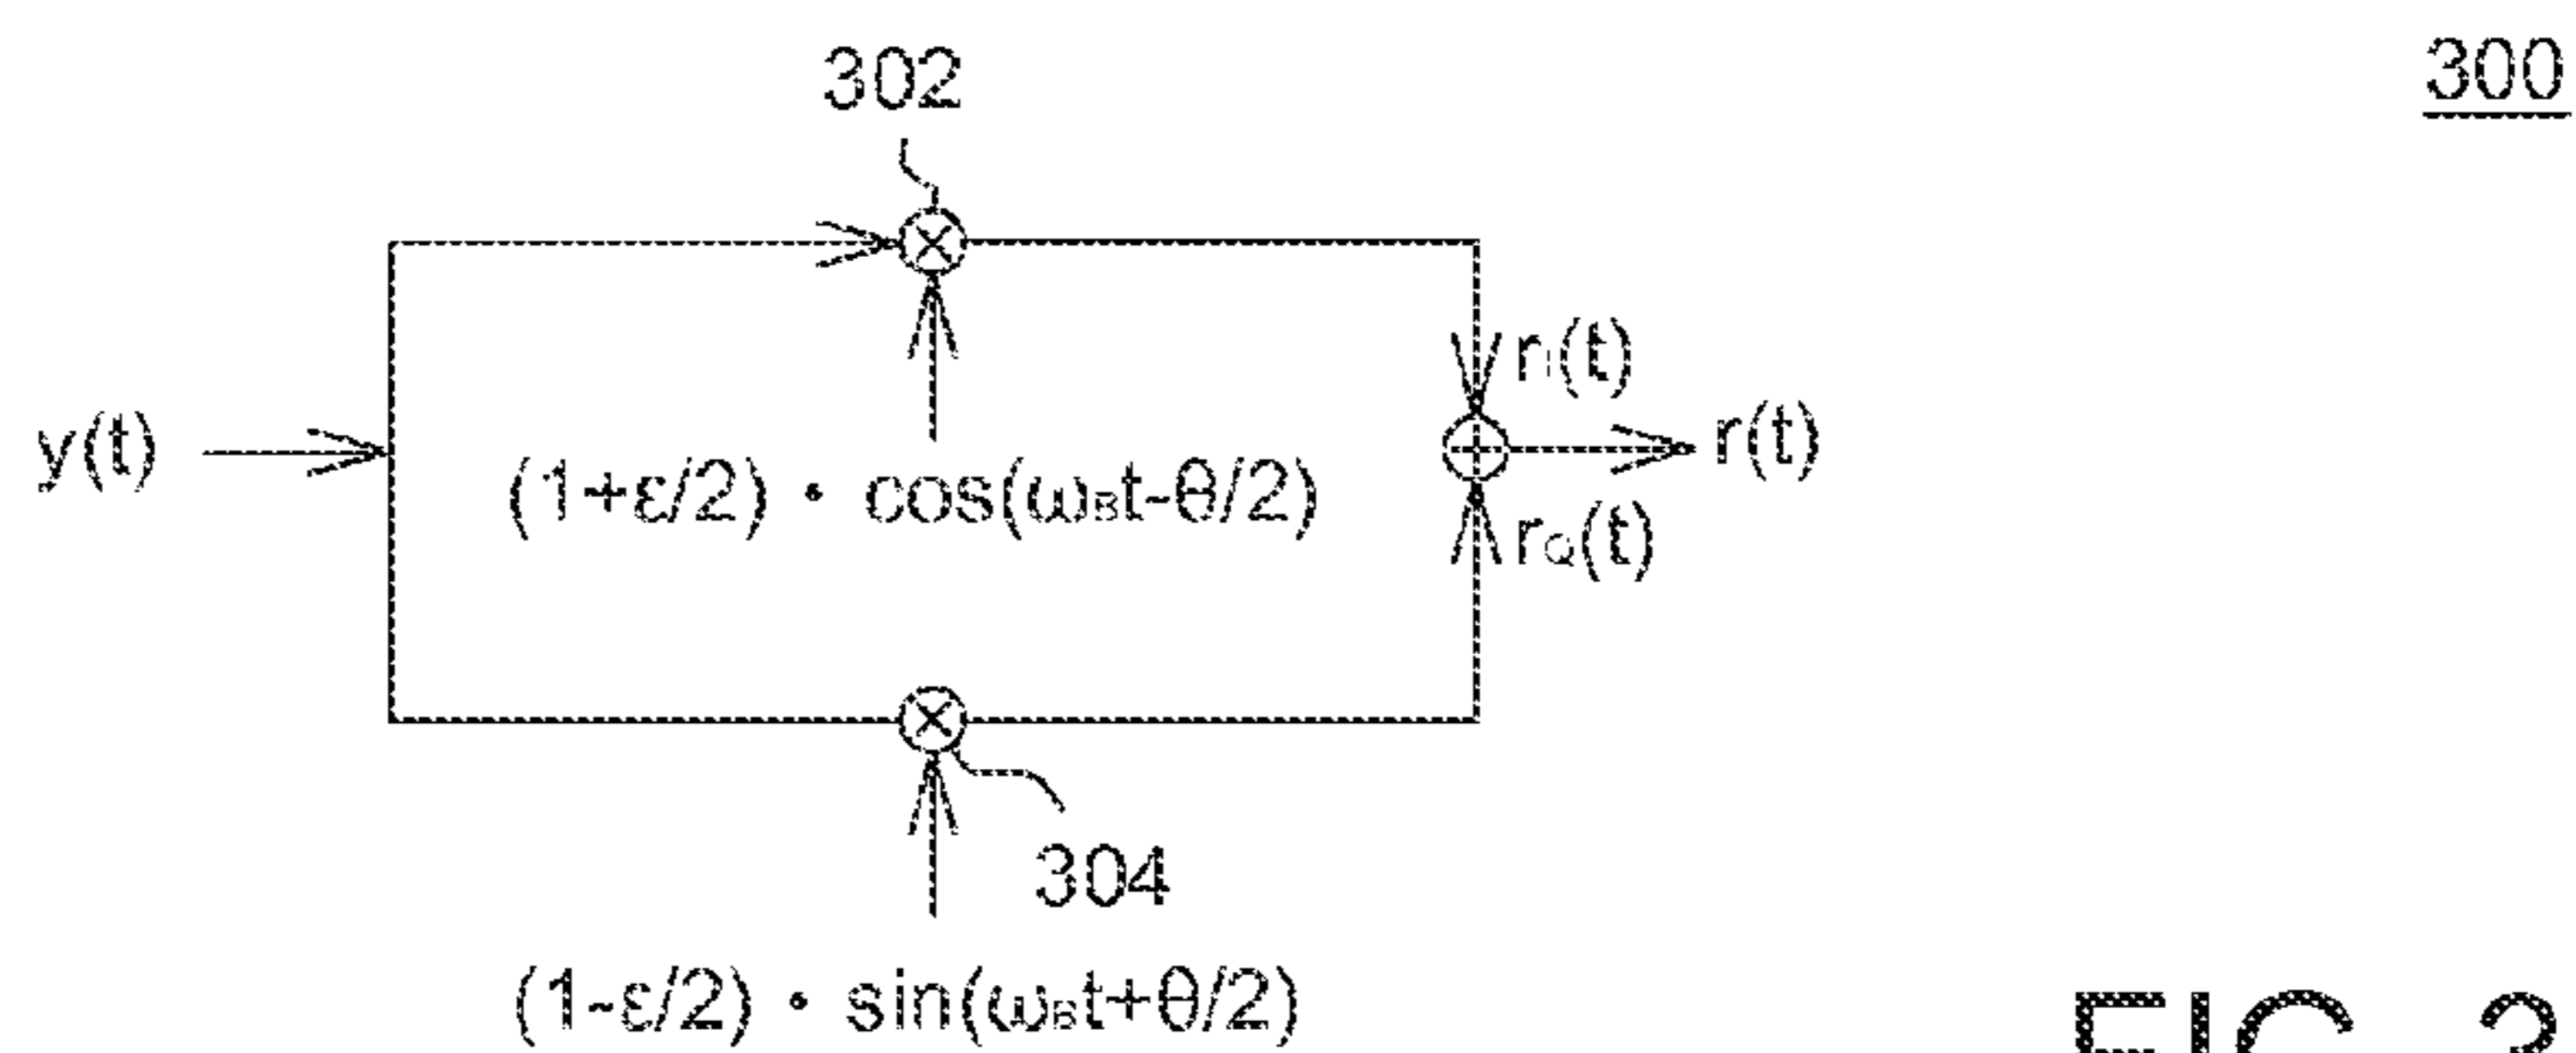 302
300
rI(t)
y(t)
r(t)
(1+ε/2) • cos(ωBt-θ/2)
rQ(t)
304
(1-ε/2) • sin(ωBt+θ/2)
FIG. 3